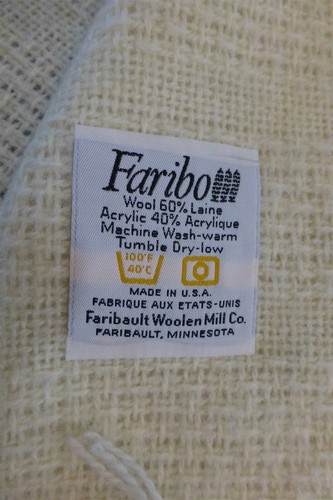 Faribo
Wool 60% Laine
Acrylic 40% Acrylique
Machine Wash-warm
Tumble Dry-low
100°F
40°C
MADE IN U.S.A.
FABRIQUE AUX ETATS-UNIS
Faribault Woolen Mill Co.
FARIBAULT, MINNESOTA